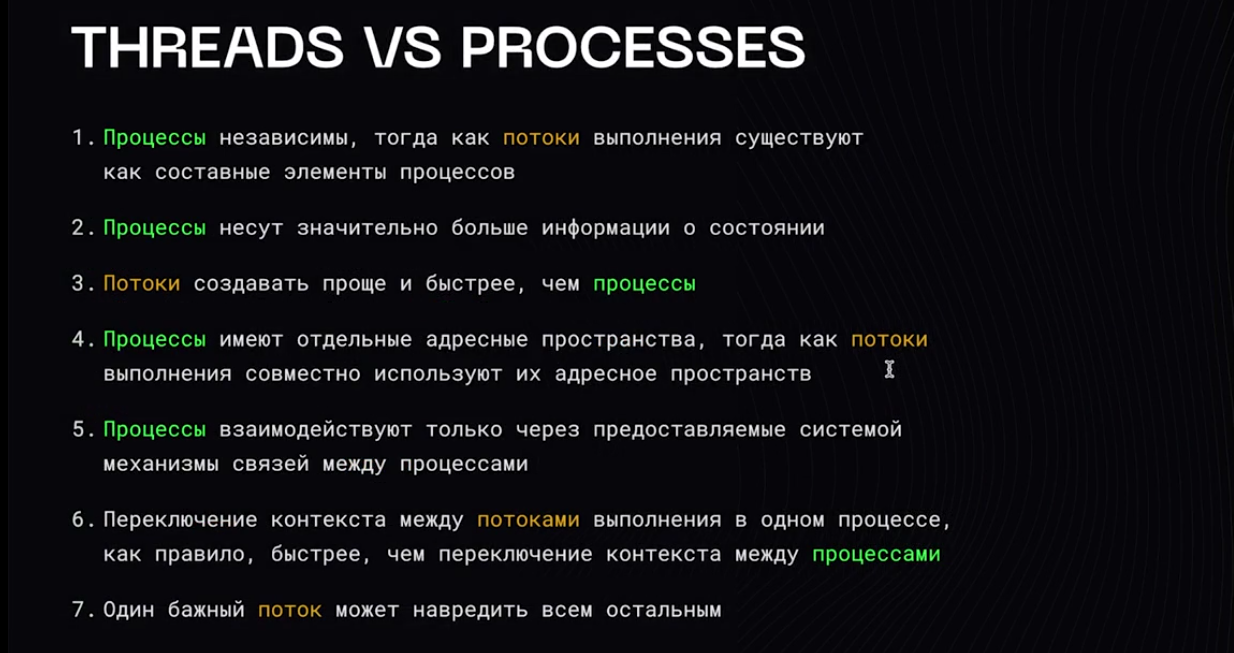 THREADS VS PROCESSES
1. Процессы независимы, тогда как потоки выполнения существуют
как составные элементы процессов
2. Процессы несут значительно больше информации о состоянии
3. Потоки создавать проще и быстрее, чем процессы
4. Процессы имеют отдельные адресные пространства, тогда как потоки
выполнения совместно используют их адресное пространств
5. Процессы взаимодействуют только через предоставляемые системой
механизмы связей между процессами
6. Переключение контекста между потоками выполнения в одном процессе,
как правило, быстрее, чем переключение контекста между процессами
7. Один бажный поток может навредить всем остальным